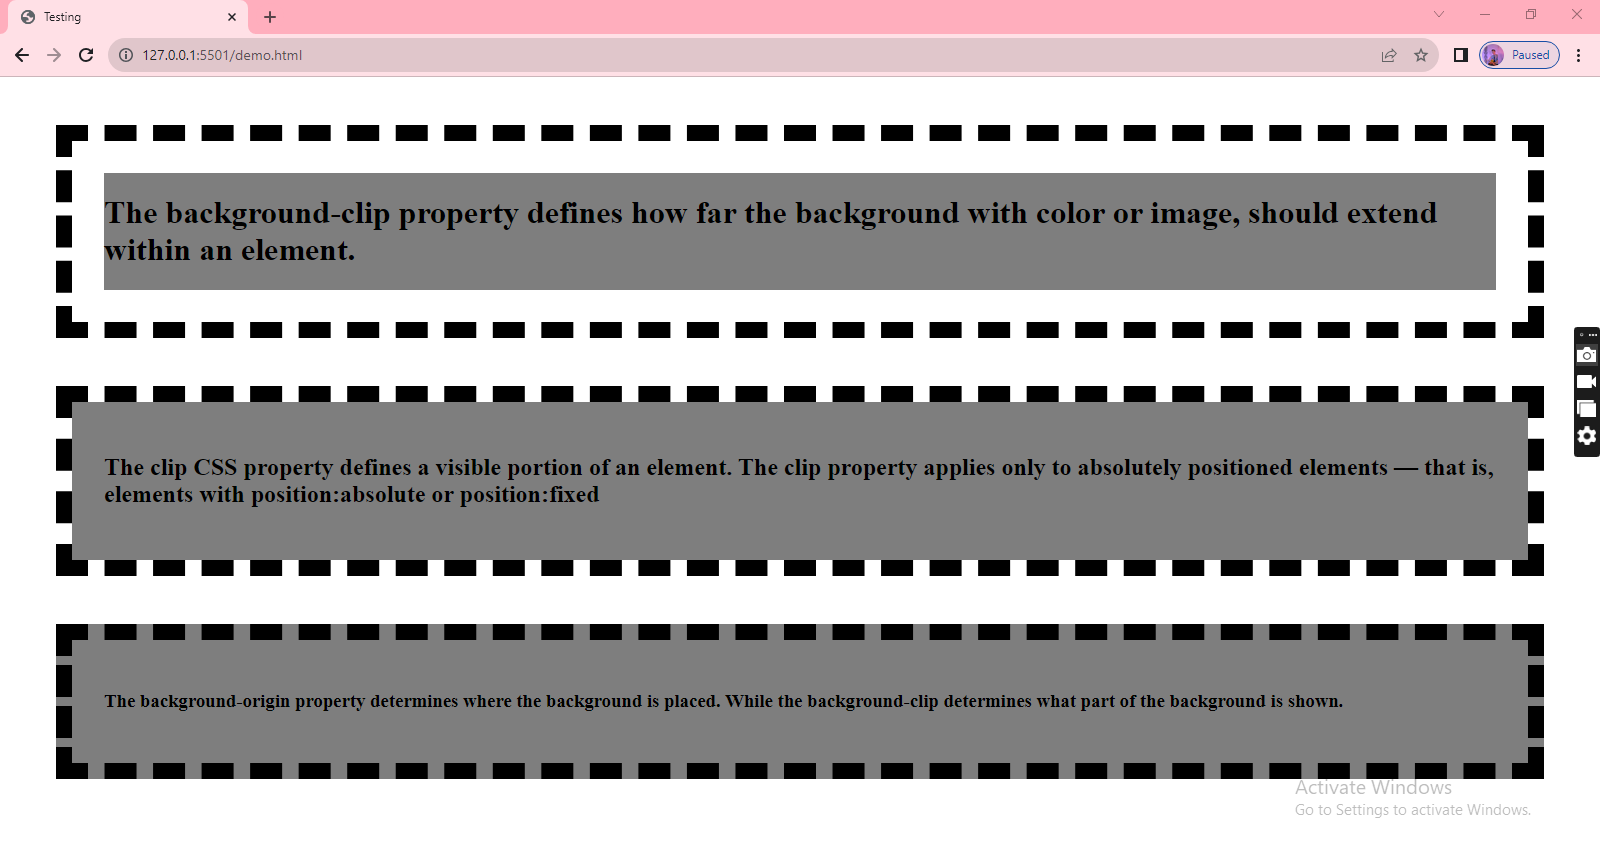 Testing
127.0.0.1:5501/demo.html
Paused
The background-clip property defines how far the background with color or image, should extend
within an element.
The clip CSS property defines a visible portion of an element. The clip property applies only to absolutely positioned elements — that is,
elements with position:absolute or position:fixed
The background-origin property determines where the background is placed. While the background-clip determines what part of the background is shown.
Activate Windows
Go to Settings to activate Windows.